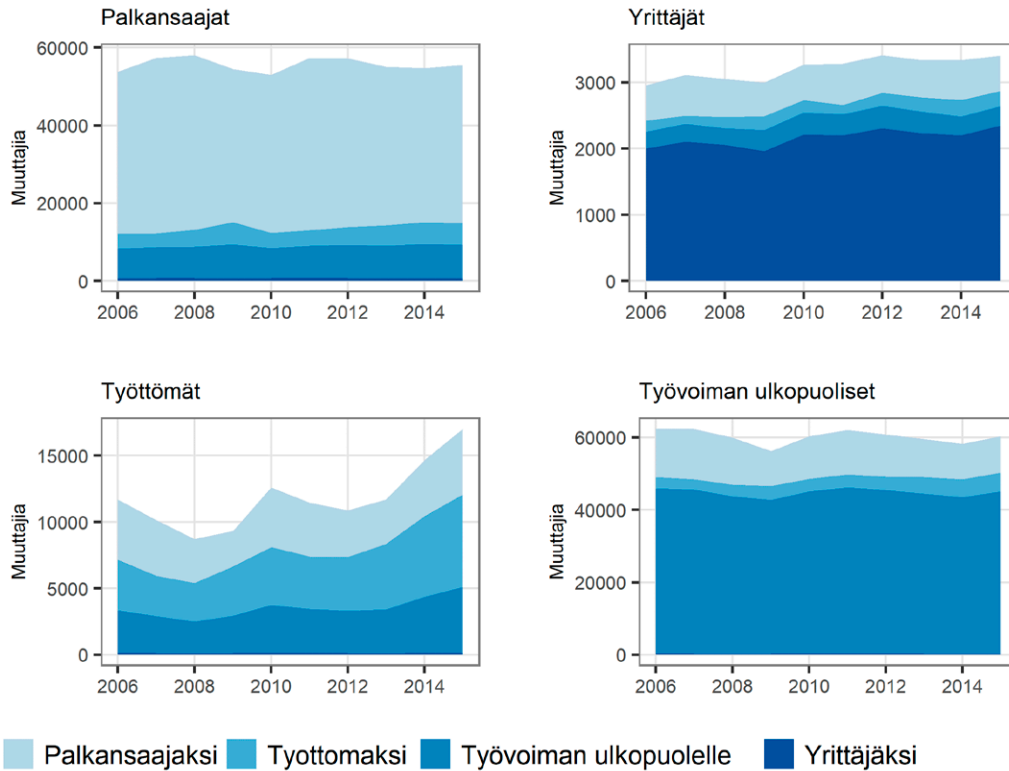 Palkansaajat
Muuttajia
60000
40000
20000
0
2006 2008 2010 2012 2014
Yrittäjät
Muuttajia
3000
2000
1000
0
2006 2008 2010 2012 2014
Työttömät
Muuttajia
15000
10000
5000
0
2006 2008 2010 2012 2014
Työvoiman ulkopuoliset
Muuttajia
60000
40000
20000
0
2006 2008 2010 2012 2014
Palkansaajaksi Tyottomaksi Työvoiman ulkopuolelle Yrittäjäksi